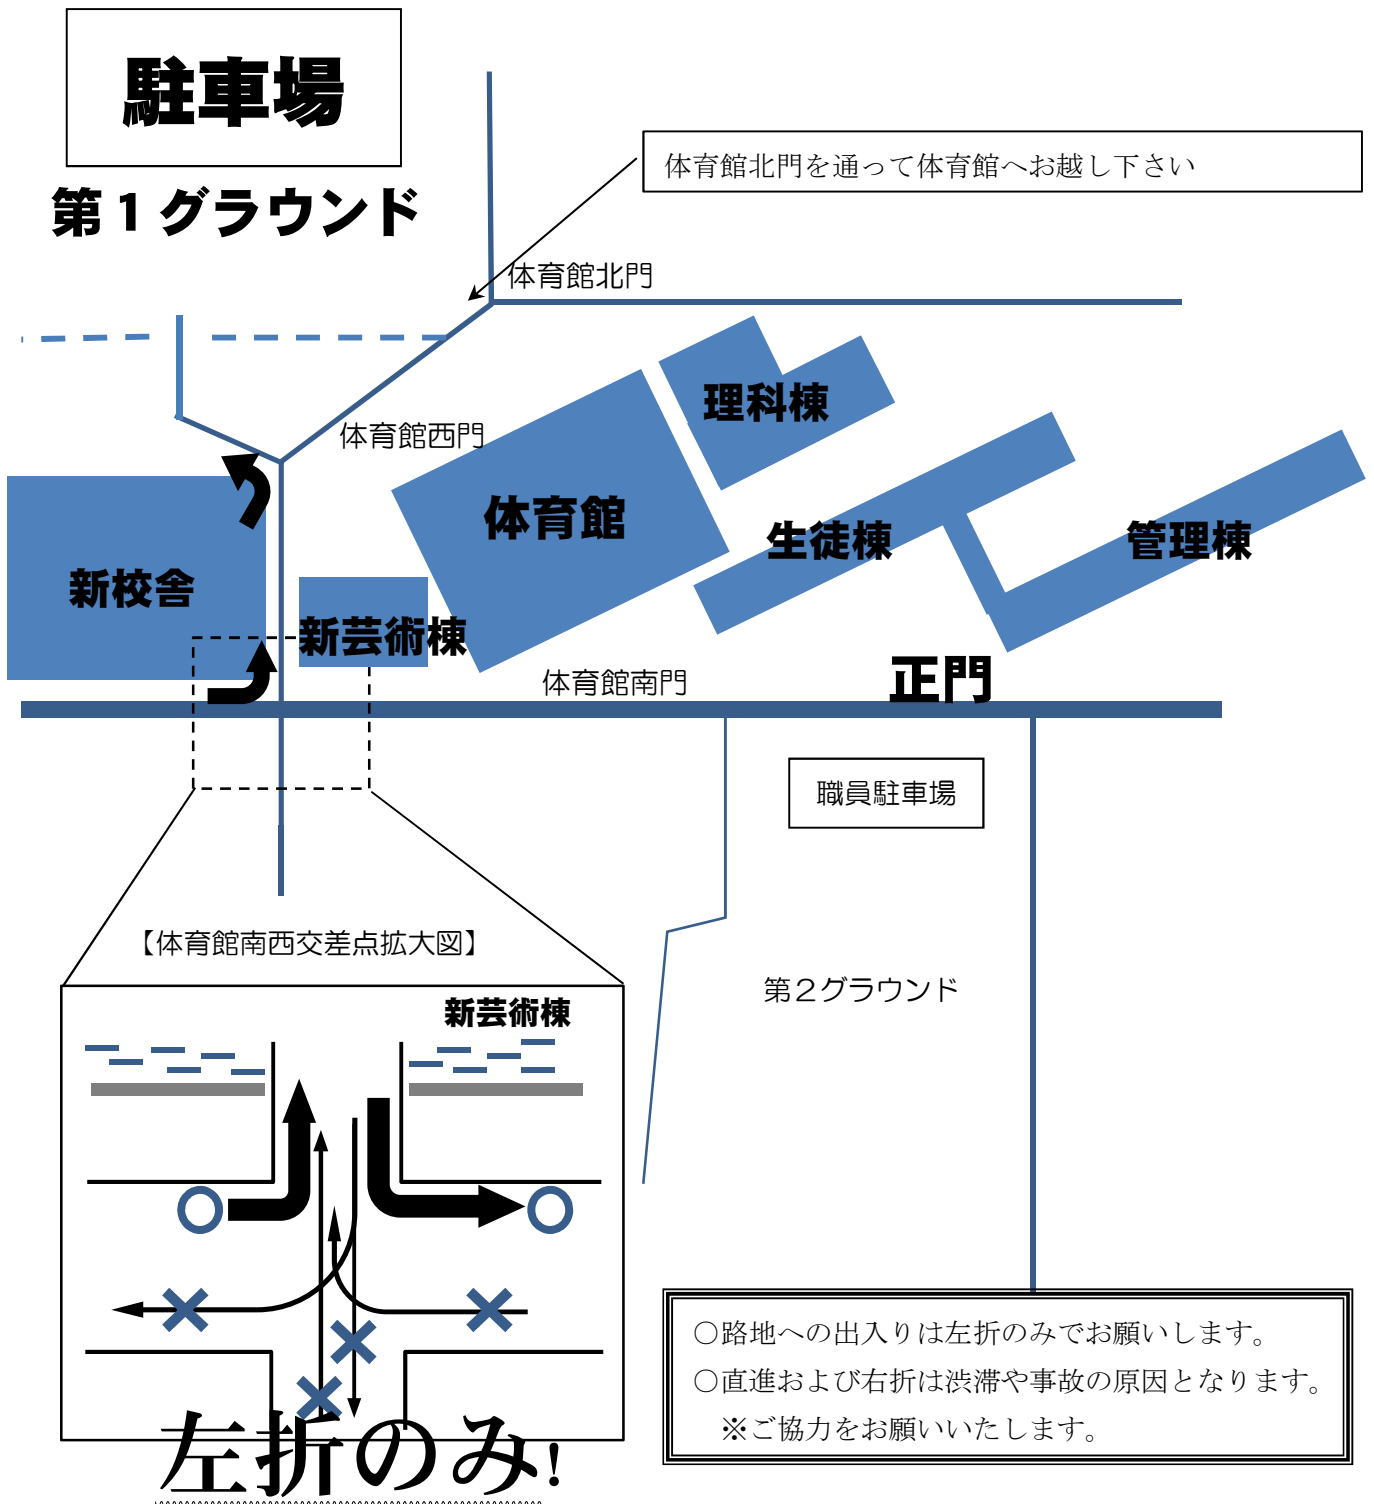 駐車場
第１グラウンド
体育館北門を通って体育館へお越し下さい
体育館北門
理科棟
体育館西門
体育館
生徒棟
管理棟
新校舎
新芸術棟
体育館南門
正門
職員駐車場
【体育館南西交差点拡大図】
第２グラウンド
新芸術棟
○路地への出入りは左折のみでお願いします。
○直進および右折は渋滞や事故の原因となります。
※ご協力をお願いいたします。
左折のみ!